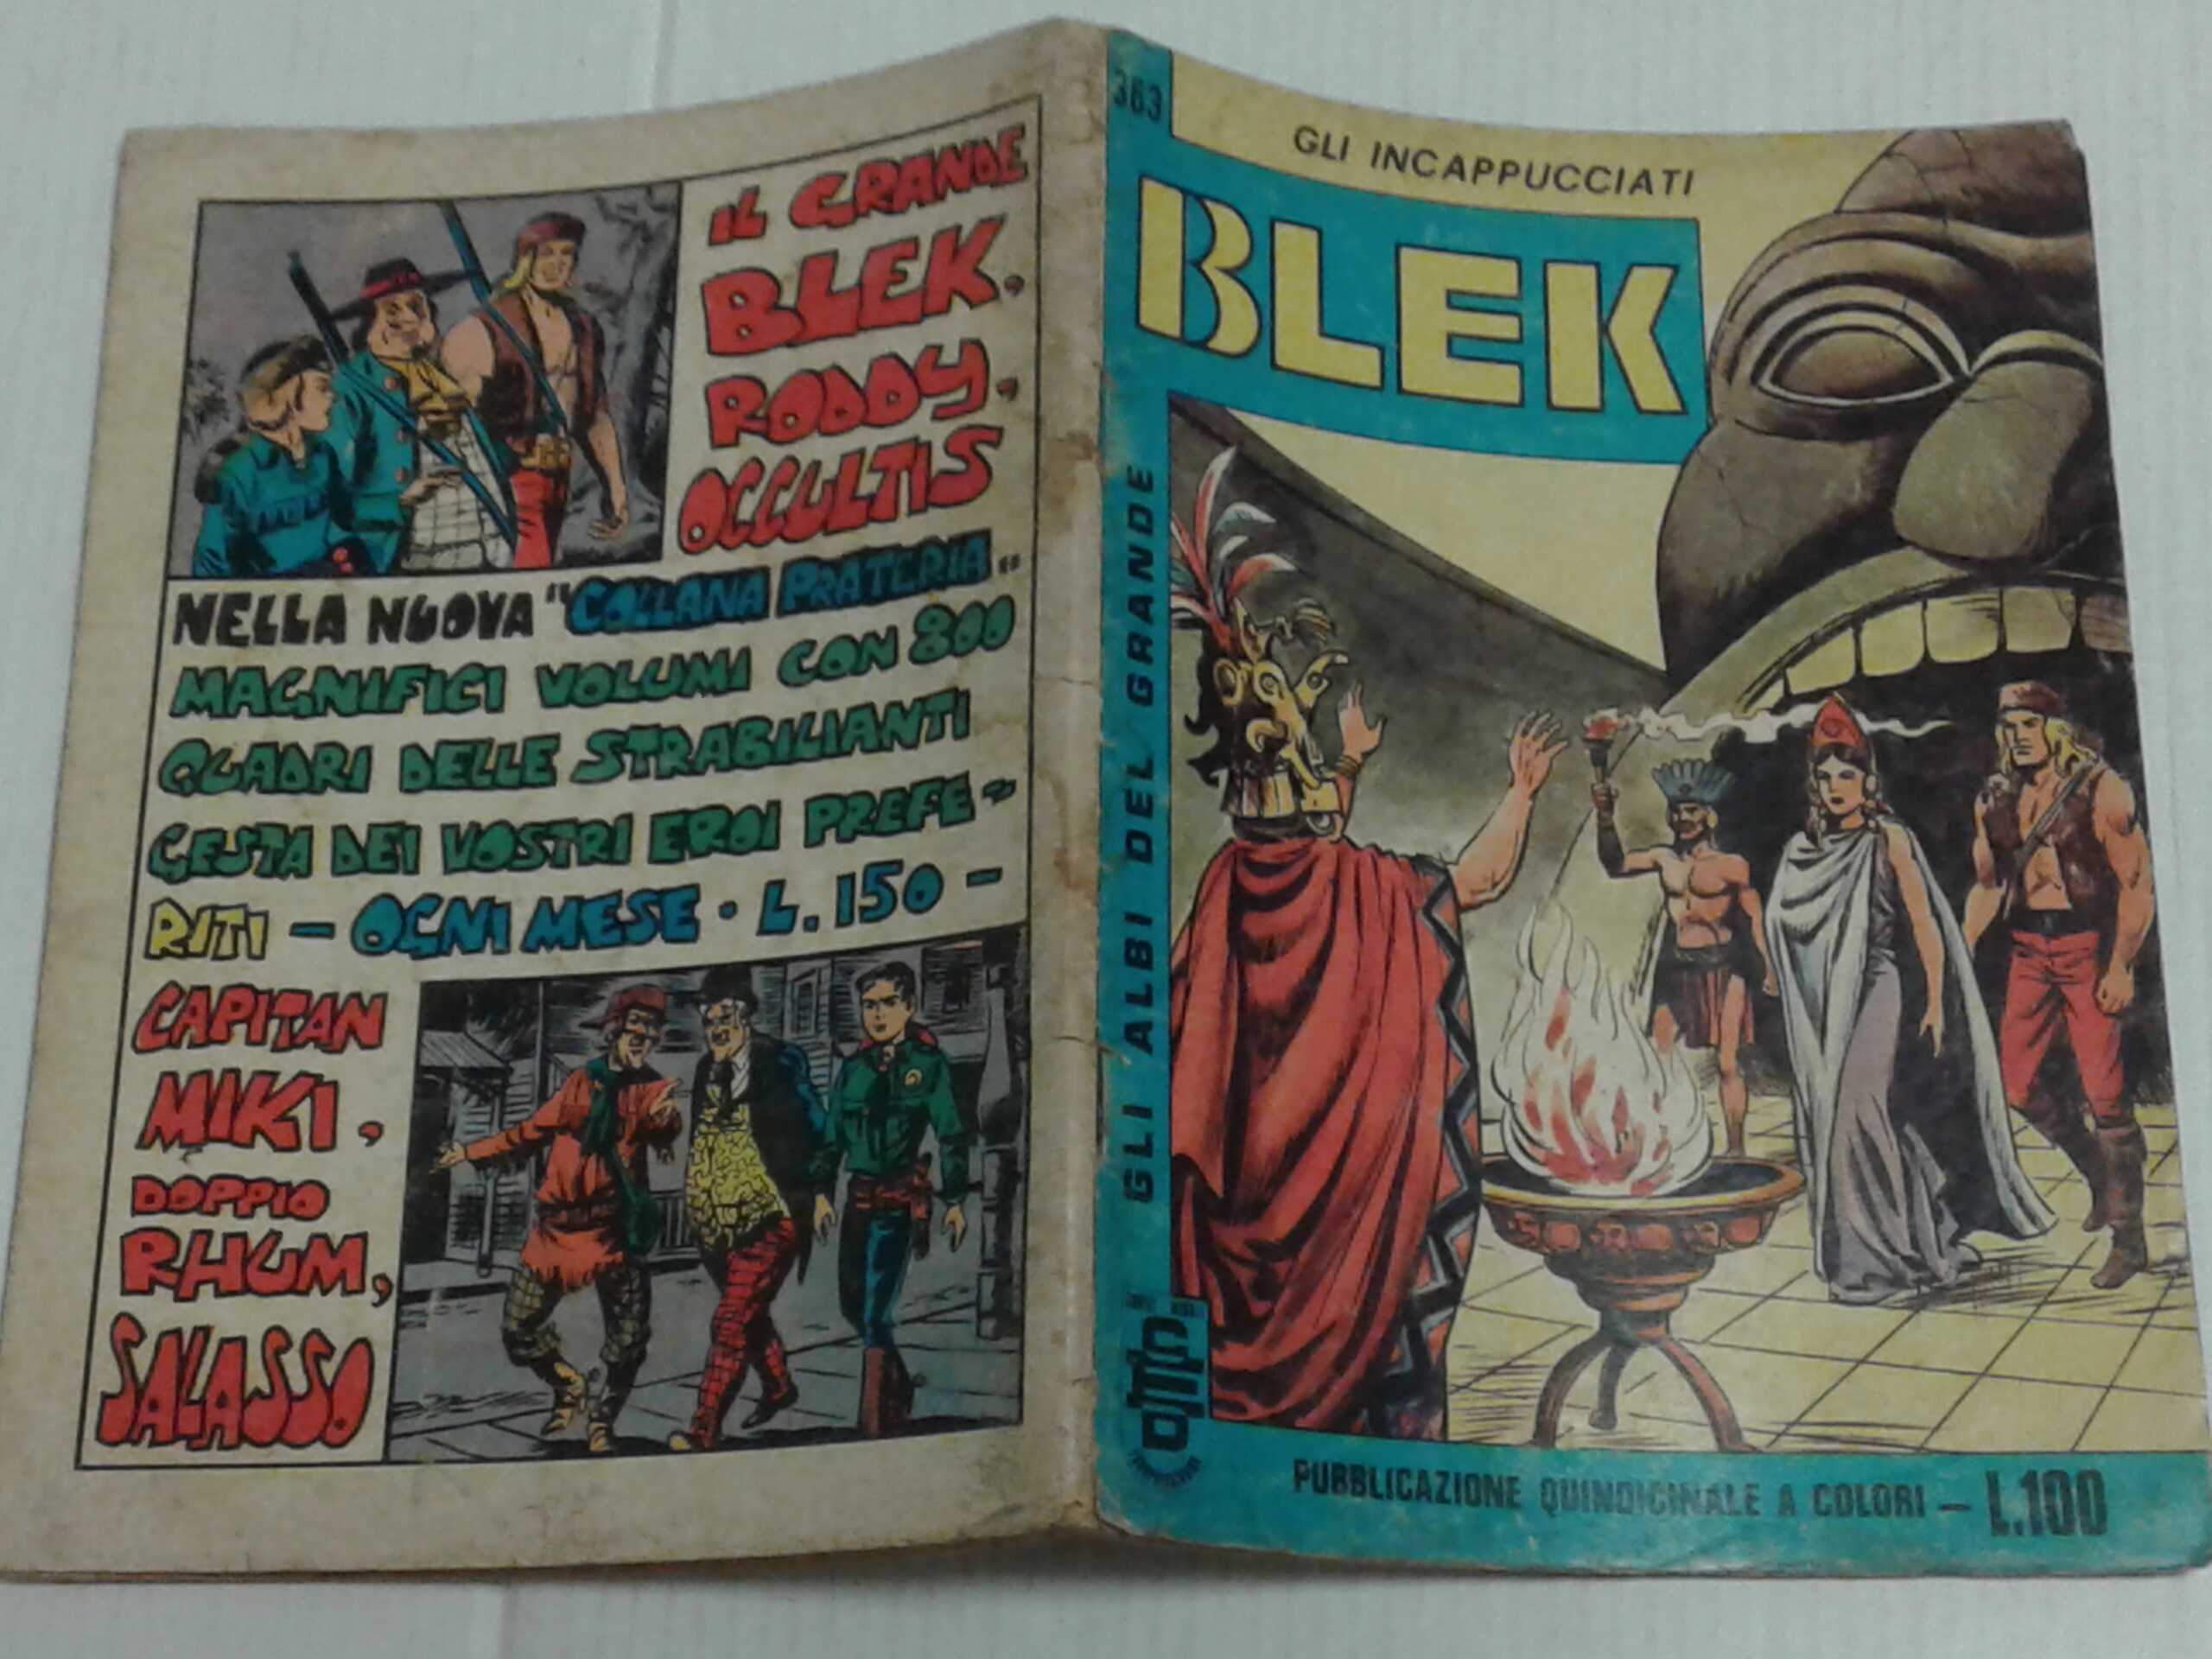 IL GRANDE
BLEK,
RODDY,
OCCULTIS
NELLA NUOVA "COLLANA PRATERIA"
MAGNIFICI VOLUMI CON 800
QUADRI DELLE STRABILIANTI
GESTA DEI VOSTRI EROI PREFE-
RITI - OGNI MESE • L. 150 -
CAPITAN
MIKI,
DOPPIO
RHUM,
SALASSO
363
GLI INCAPPUCCIATI
BLEK
GLI ALBI DEL GRANDE
PUBBLICAZIONE QUINDICINALE A COLORI - L.100